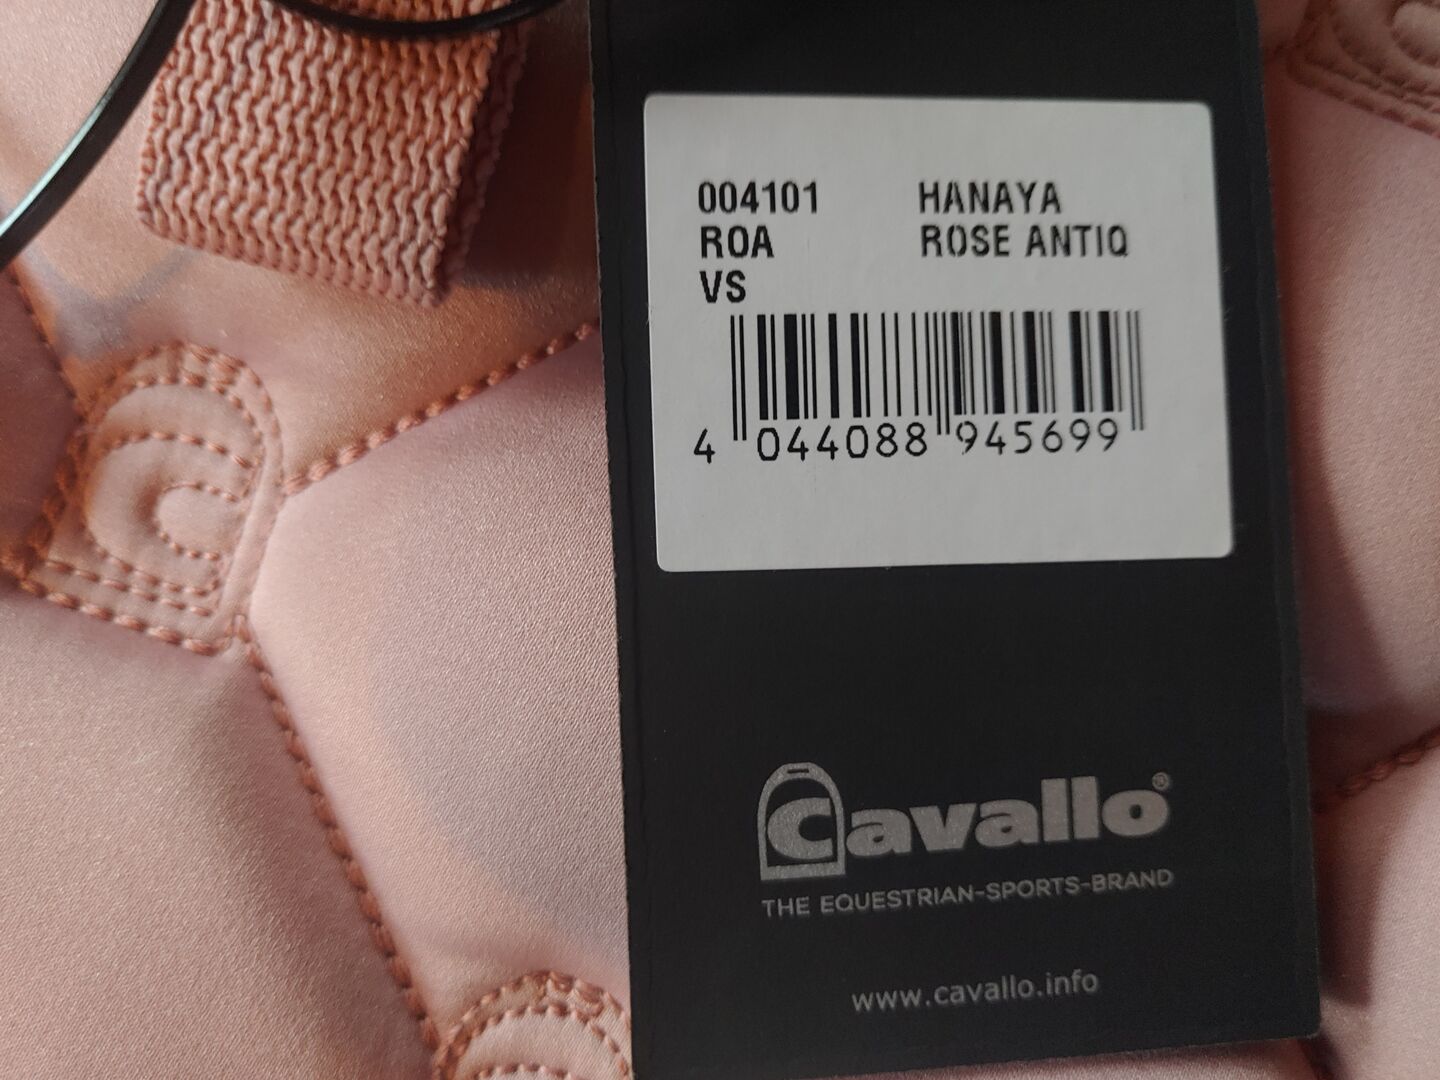 004101 HANAYA
ROA ROSE ANTIQ
VS
4 044088 945699
Cavallo®
THE EQUESTRIAN-SPORTS-BRAND
www.cavallo.info